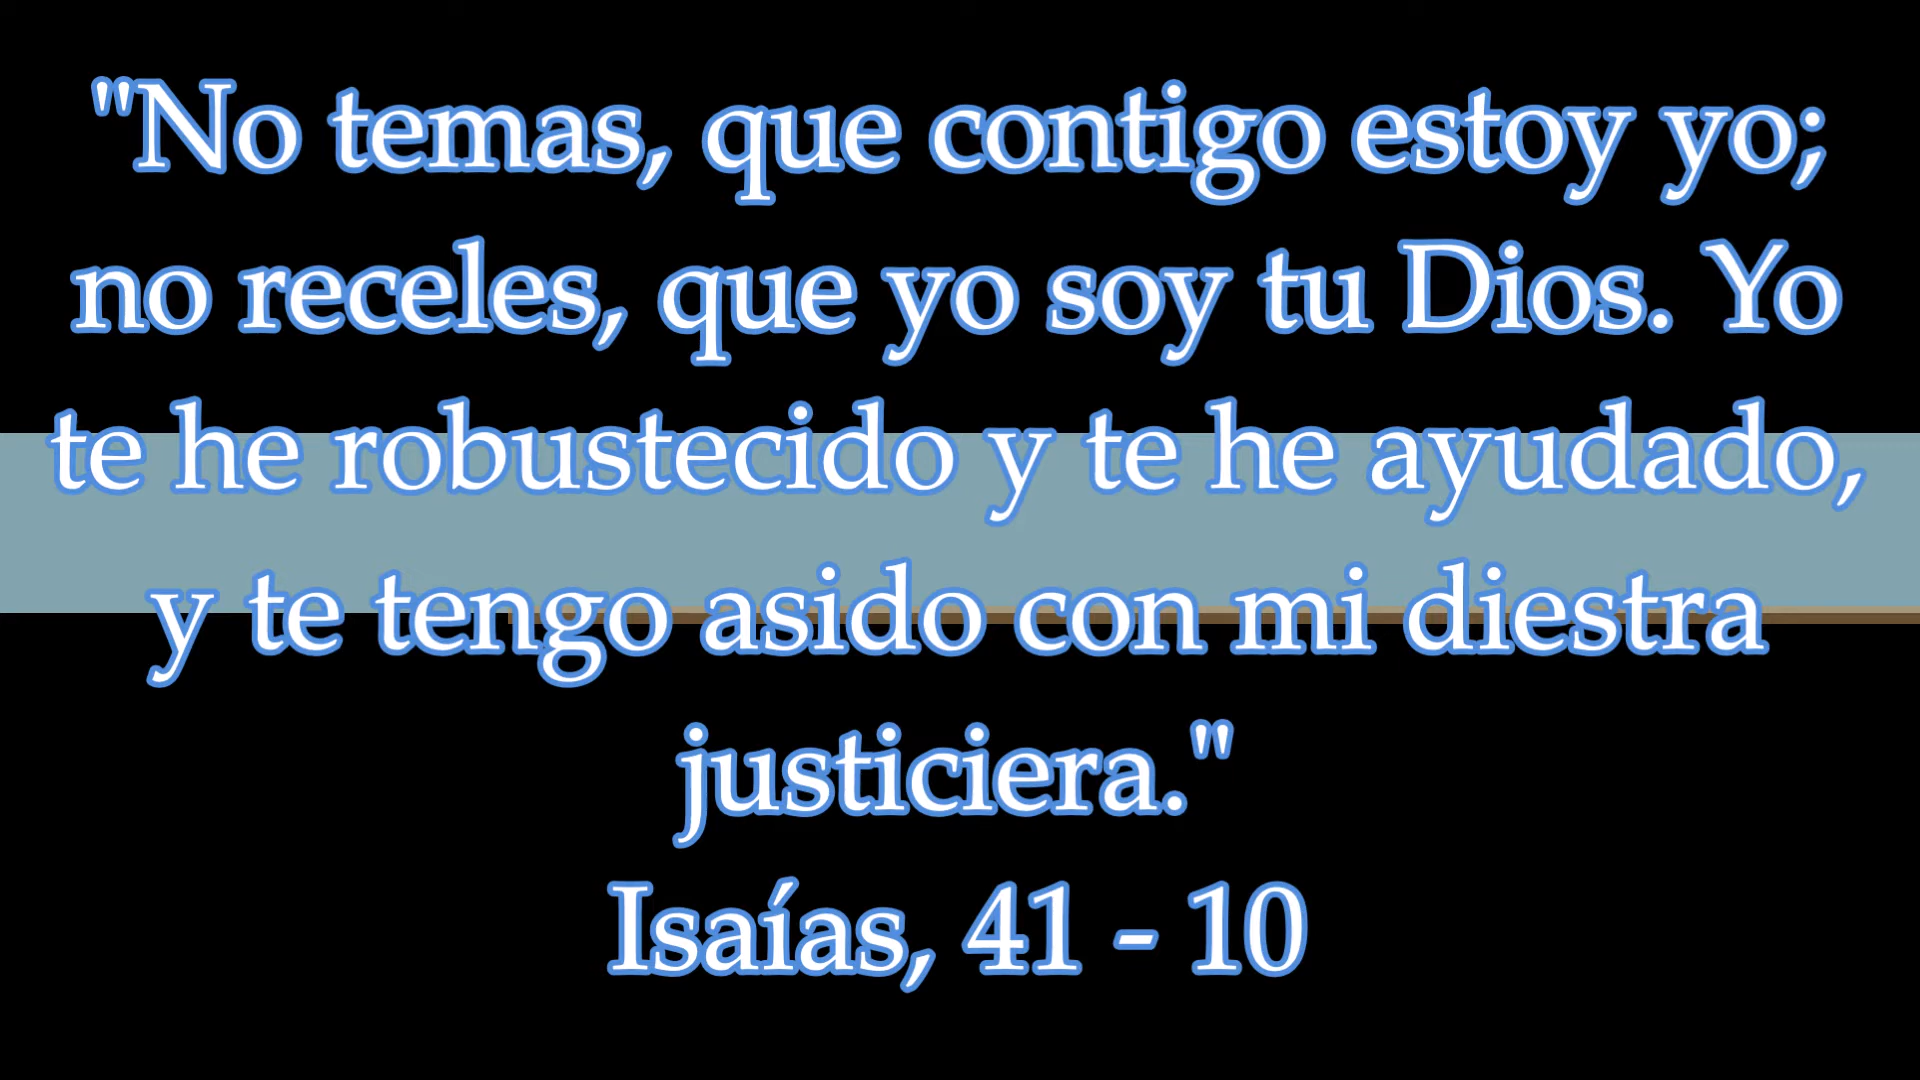 "No temas, que contigo estoy yo;
no receles, que yo soy tu Dios. Yo
te he robustecido y te he ayudado,
y te tengo asido con mi diestra
justiciera."
Isaías, 41 - 10